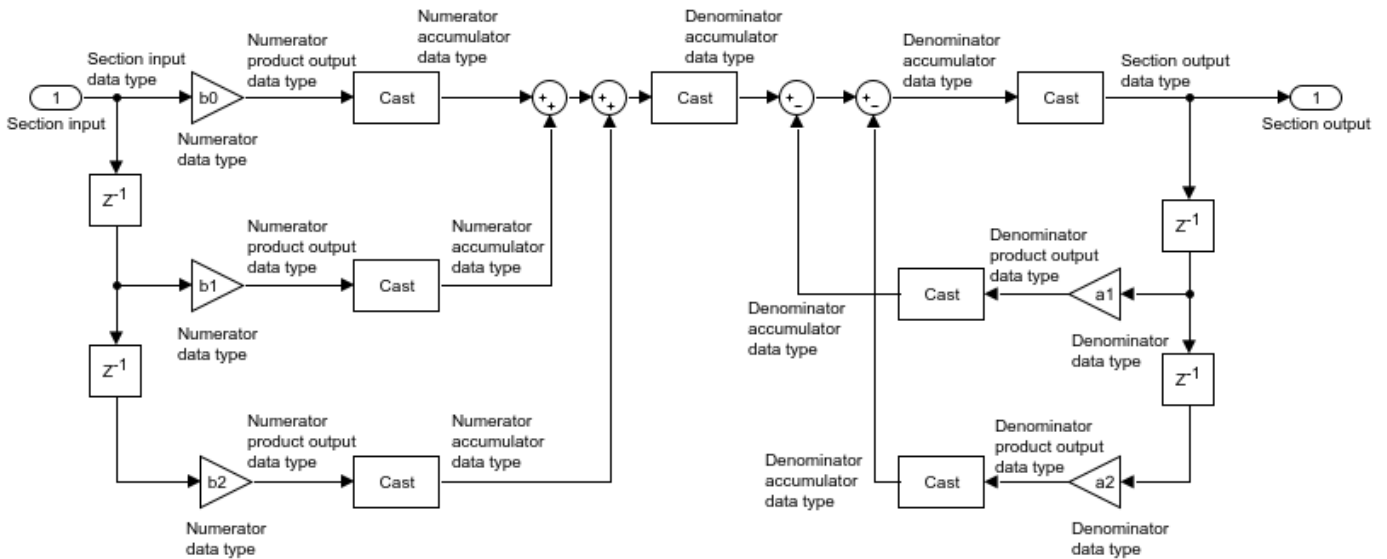 Numerator
accumulator
data type
Denominator
accumulator
data type
Numerator
product output
data type
Denominator
accumulator
data type
Section input
data type
Section output
data type
1
b0
Cast
+
+
+
+
Cast
+
−
+
−
Cast
1
Section input
Section output
Numerator
data type
Z-1
Z-1
Numerator
product output
data type
Numerator
accumulator
data type
Denominator
product output
data type
b1
Cast
Cast
a1
Denominator
accumulator
data type
Numerator
data type
Denominator
data type
Z-1
Z-1
Numerator
product output
data type
Numerator
accumulator
data type
Denominator
product output
data type
Denominator
accumulator
data type
b2
Cast
Cast
a2
Numerator
data type
Denominator
data type